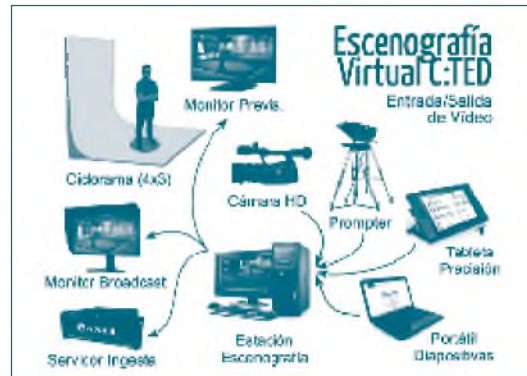 Escenografía
Virtual C:TED
Entrada/Salida
de Vídeo
Monitor Previa.
Ciclorama (4x3)
Cámara HD
Prompter
Tableta
Precisión
Monitor Broadcast
Servidor Ingesta
Estación
Escenografía
Portátil
Diapositivas